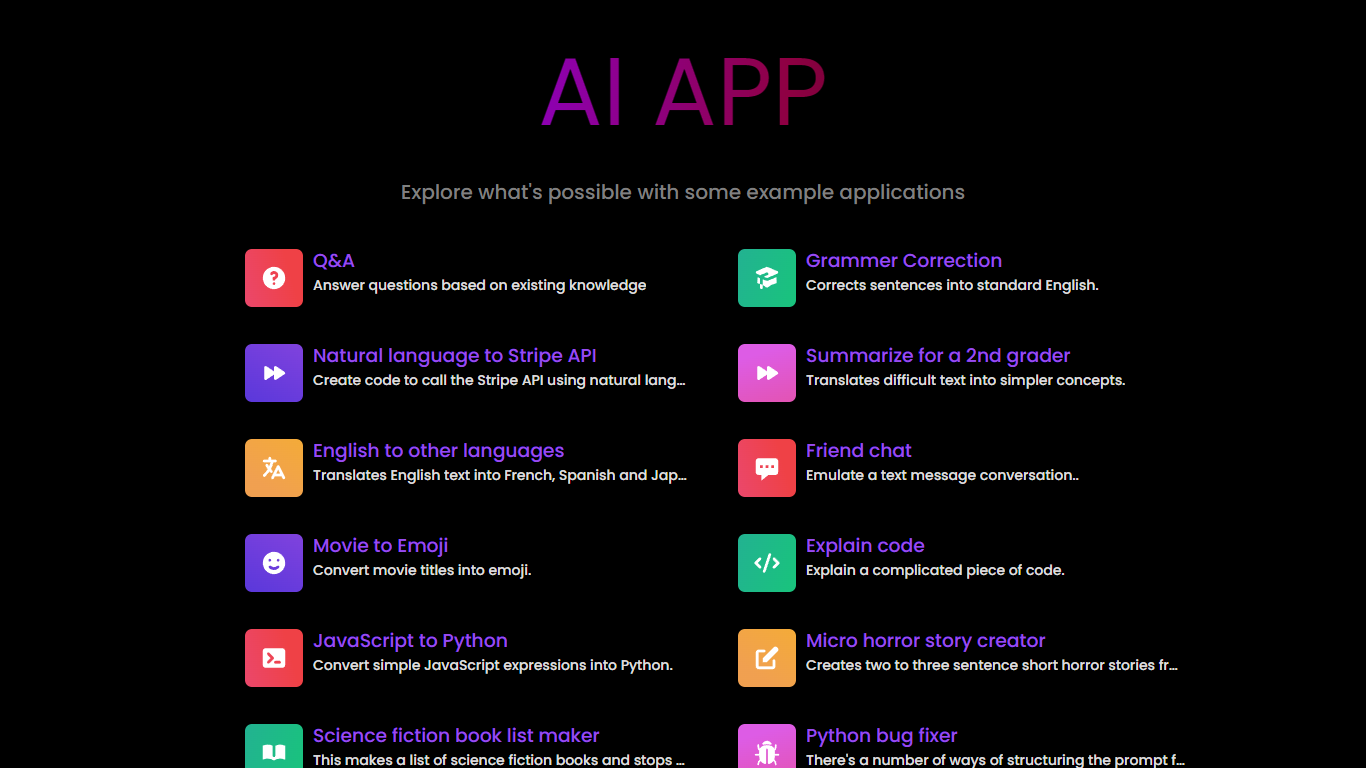 AI APP
Explore what's possible with some example applications
Q&A
Answer questions based on existing knowledge
Grammer Correction
Corrects sentences into standard English.
Natural language to Stripe API
Create code to call the Stripe API using natural lang...
Summarize for a 2nd grader
Translates difficult text into simpler concepts.
English to other languages
Translates English text into French, Spanish and Jap...
Friend chat
Emulate a text message conversation..
Movie to Emoji
Convert movie titles into emoji.
Explain code
Explain a complicated piece of code.
JavaScript to Python
Convert simple JavaScript expressions into Python.
Micro horror story creator
Creates two to three sentence short horror stories fr...
Science fiction book list maker
This makes a list of science fiction books and stops ...
Python bug fixer
There's a number of ways of structuring the prompt f...